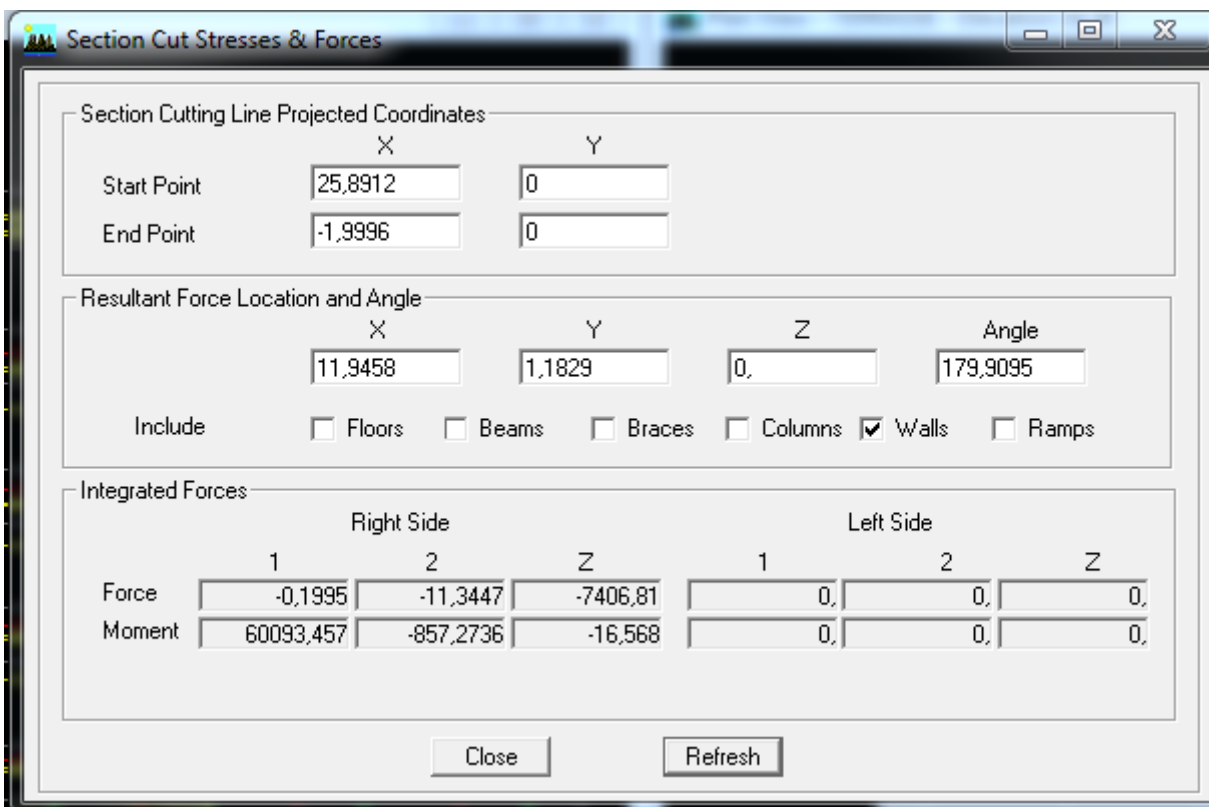 Section Cut Stresses & Forces
Section Cutting Line Projected Coordinates
X Y
Start Point 25,8912 0
End Point -1,9996 0
Resultant Force Location and Angle
X Y Z Angle
11,9458 1,1829 0, 179,9095
Include Floors Beams Braces Columns Walls Ramps
Integrated Forces
Right Side Left Side
1 2 Z 1 2 Z
Force -0,1995 -11,3447 -7406,81 0, 0, 0,
Moment 60093,457 -857,2736 -16,568 0, 0, 0,
Close Refresh